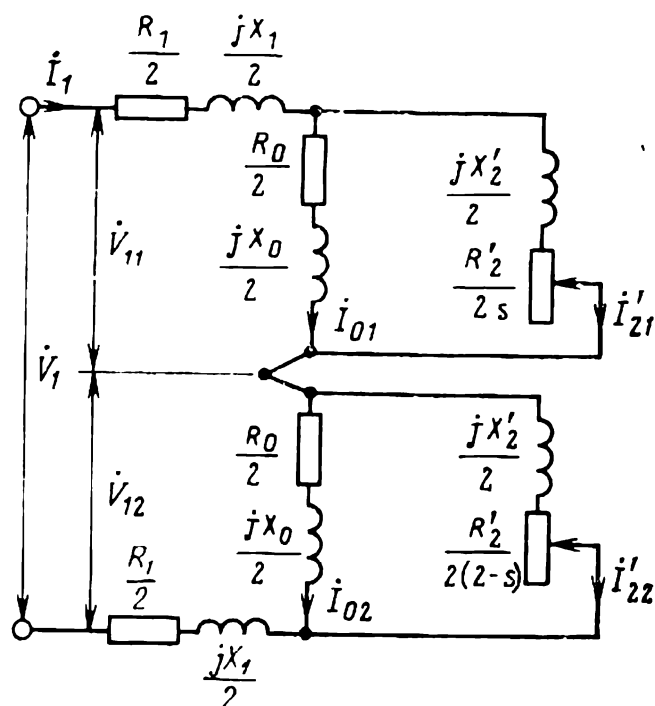 R₁/2
jX₁/2
İ₁
R₀/2
jX'₂/2
jX₀/2
V̇₁₁
R'₂/2s
İ₀₁
İ'₂₁
V̇₁
R₀/2
jX'₂/2
V̇₁₂
jX₀/2
R'₂/2(2-s)
R₁/2
İ₀₂
İ'₂₂
jX₁/2